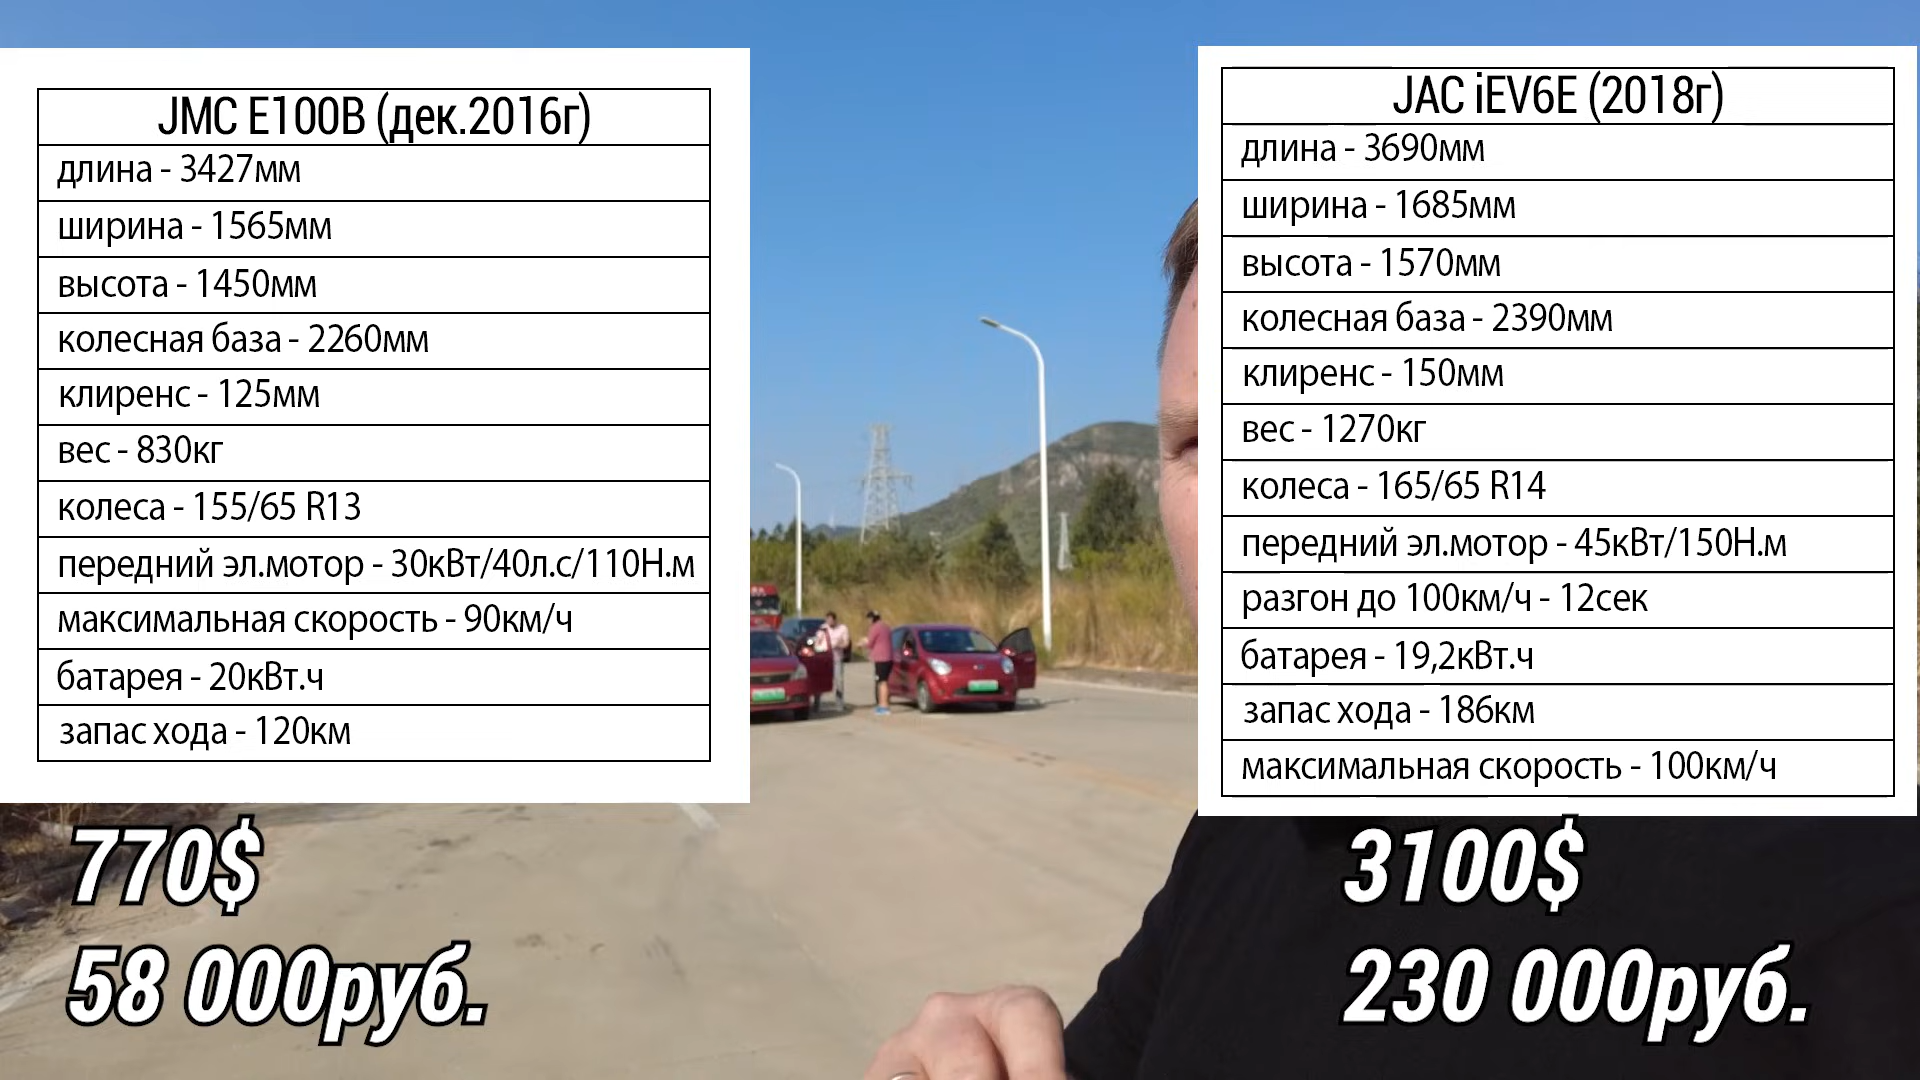 JMC E100B (дек.2016г)
длина - 3427мм
ширина - 1565мм
высота - 1450мм
колесная база - 2260мм
клиренс - 125мм
вес - 830кг
колеса - 155/65 R13
передний эл.мотор - 30кВт/40л.с/110Н.м
максимальная скорость - 90км/ч
батарея - 20кВт.ч
запас хода - 120км
770$
58 000руб.
JAC iEV6E (2018г)
длина - 3690мм
ширина - 1685мм
высота - 1570мм
колесная база - 2390мм
клиренс - 150мм
вес - 1270кг
колеса - 165/65 R14
передний эл.мотор - 45кВт/150Н.м
разгон до 100км/ч - 12сек
батарея - 19,2кВт.ч
запас хода - 186км
максимальная скорость - 100км/ч
3100$
230 000руб.